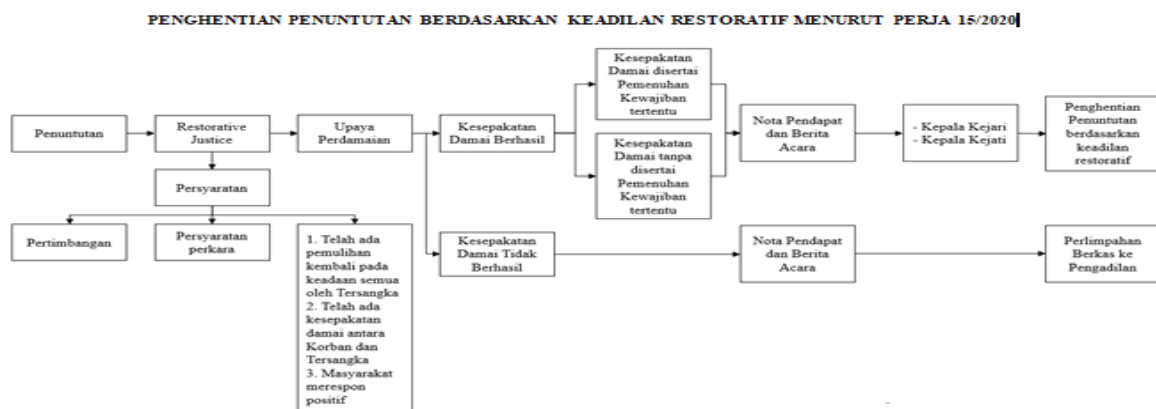 PENGHENTIAN PENUNTUTAN BERDASARKAN KEADILAN RESTORATIF MENURUT PERJA 15/2020
Penuntutan
Restorative
Justice
Upaya
Perdamaian
Kesepakatan
Damai Berhasil
Kesepakatan
Damai disertai
Pemenuhan
Kewajiban
tertentu
Kesepakatan
Damai tanpa
disertai
Pemenuhan
Kewajiban
tertentu
Nota Pendapat
dan Berita
Acara
- Kepala Kejari
- Kepala Kejati
Penghentian
Penuntutan
berdasarkan
keadilan
restoratif
Persyaratan
Pertimbangan
Persyaratan
perkara
1. Telah ada
pemulihan
kembali pada
keadaan semua
oleh Tersangka
2. Telah ada
kesepakatan
damai antara
Korban dan
Tersangka
3. Masyarakat
merespon
positif
Kesepakatan
Damai Tidak
Berhasil
Nota Pendapat
dan Berita
Acara
Perlimpahan
Berkas ke
Pengadilan